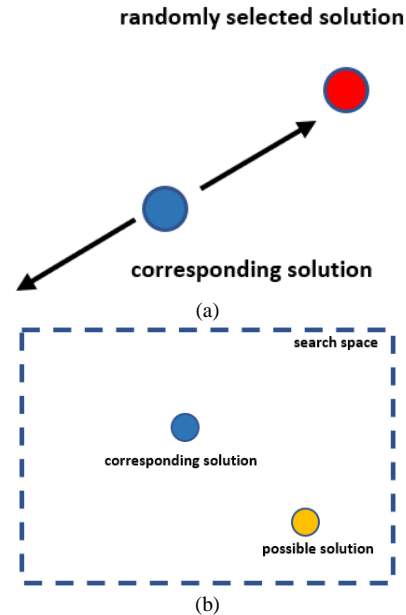 randomly selected solution
corresponding solution
(a)
search space
corresponding solution
possible solution
(b)